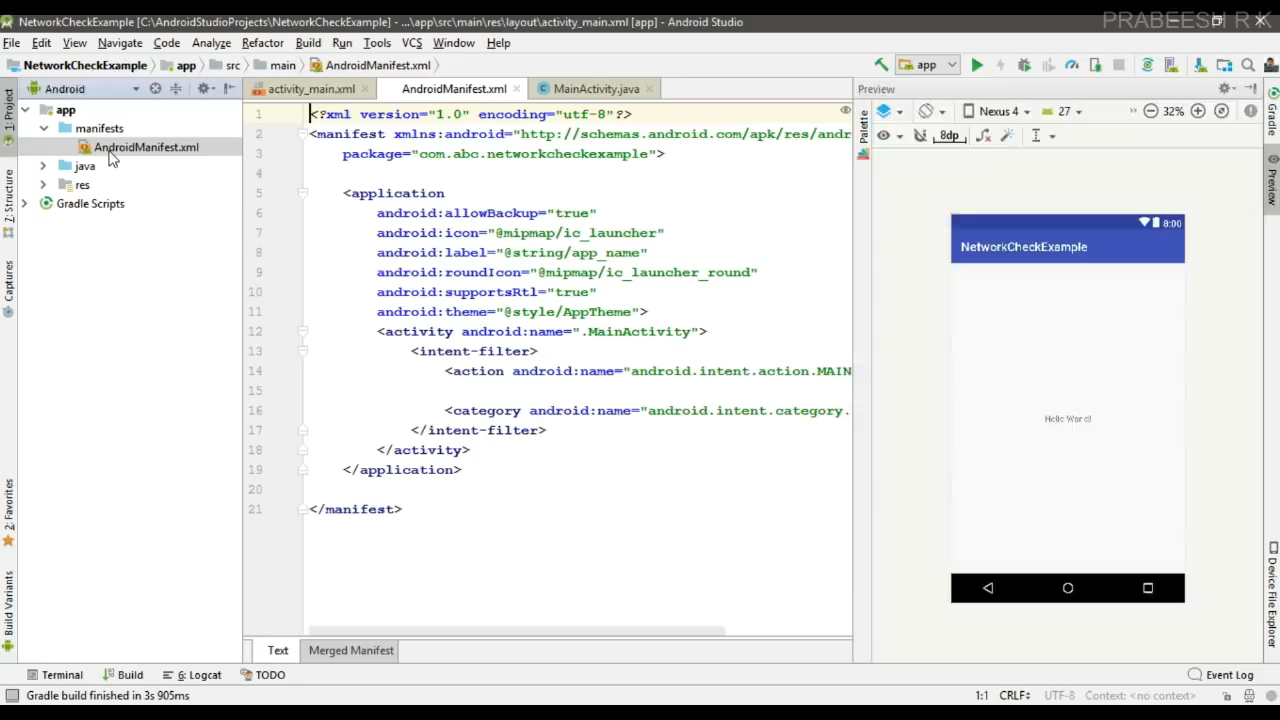 PRABEESH R K
NetworkCheckExample [C:\AndroidStudioProjects\NetworkCheckExample] - ...\app\src\main\res\layout\activity_main.xml [app] - Android Studio
File Edit View Navigate Code Analyze Refactor Build Run Tools VCS Window Help
NetworkCheckExample app src main AndroidManifest.xml app
Android activity_main.xml AndroidManifest.xml MainActivity.java Preview
1: Project
Z: Structure
Captures
2: Favorites
Build Variants
app
manifests
AndroidManifest.xml
java
res
Gradle Scripts
1 <?xml version="1.0" encoding="utf-8"?>
2 <manifest xmlns:android="http://schemas.android.com/apk/res/andr
3 package="com.abc.networkcheckexample">
4
5 <application
6 android:allowBackup="true"
7 android:icon="@mipmap/ic_launcher"
8 android:label="@string/app_name"
9 android:roundIcon="@mipmap/ic_launcher_round"
10 android:supportsRtl="true"
11 android:theme="@style/AppTheme">
12 <activity android:name=".MainActivity">
13 <intent-filter>
14 <action android:name="android.intent.action.MAIN
15
16 <category android:name="android.intent.category.
17 </intent-filter>
18 </activity>
19 </application>
20
21 </manifest>
Text Merged Manifest
Palette
Nexus 4 27 32%
8dp
8:00
NetworkCheckExample
Hello World!
Gradle
Preview
Device File Explorer
Terminal Build 6: Logcat TODO Event Log
Gradle build finished in 3s 905ms 1:1 CRLF UTF-8 Context: <no context>